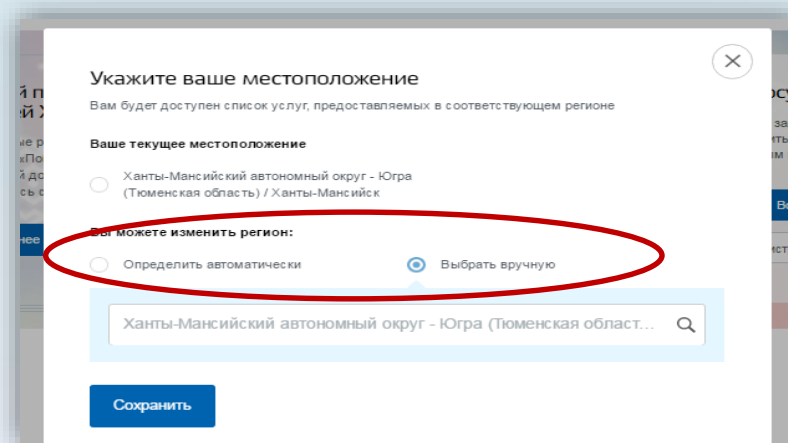 Укажите ваше местоположение
Вам будет доступен список услуг, предоставляемых в соответствующем регионе
Ваше текущее местоположение
Ханты-Мансийский автономный округ - Югра
(Тюменская область) / Ханты-Мансийск
Вы можете изменить регион:
Определить автоматически
Выбрать вручную
Ханты-Мансийский автономный округ - Югра (Тюменская област...
Сохранить